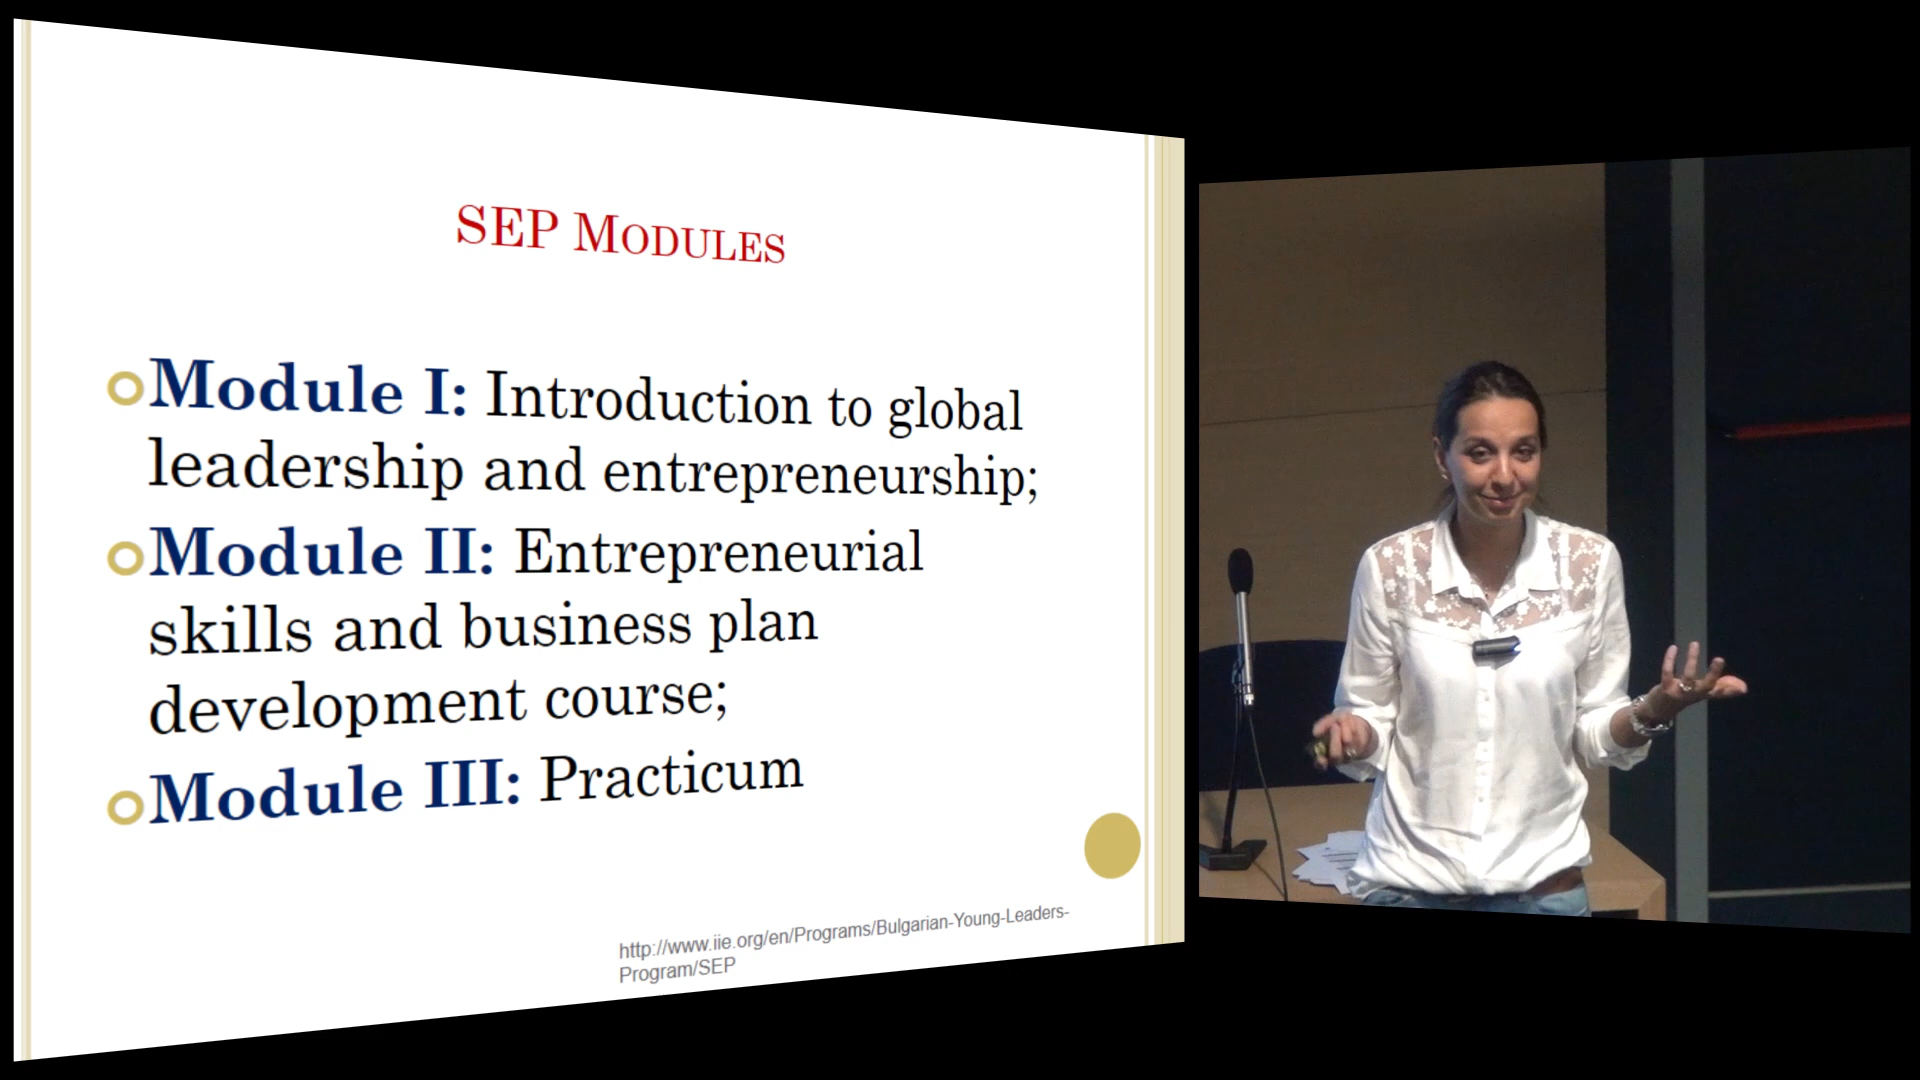 SEP MODULES
Module I: Introduction to global
leadership and entrepreneurship;
Module II: Entrepreneurial
skills and business plan
development course;
Module III: Practicum
http://www.iie.org/en/Programs/Bulgarian-Young-Leaders-
Program/SEP